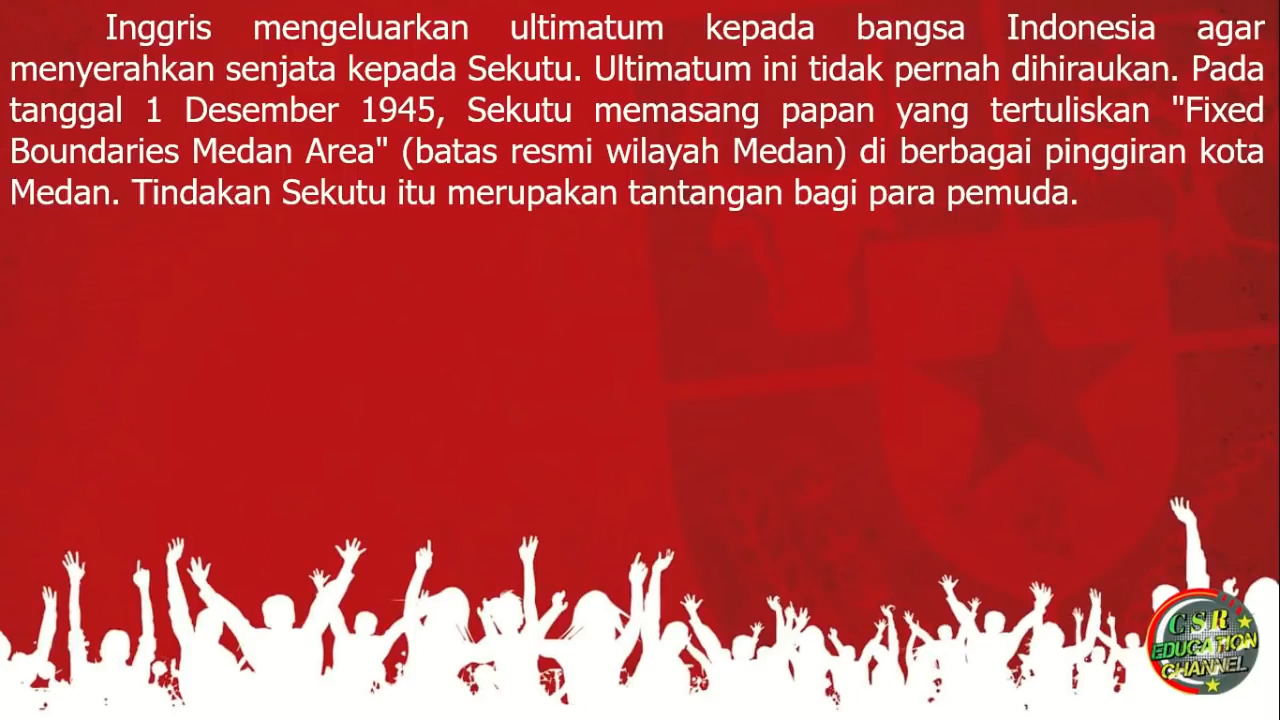 Inggris mengeluarkan ultimatum kepada bangsa Indonesia agar
menyerahkan senjata kepada Sekutu. Ultimatum ini tidak pernah dihiraukan. Pada
tanggal 1 Desember 1945, Sekutu memasang papan yang tertuliskan "Fixed
Boundaries Medan Area" (batas resmi wilayah Medan) di berbagai pinggiran kota
Medan. Tindakan Sekutu itu merupakan tantangan bagi para pemuda.
CSR
EDUCATION
CHANNEL